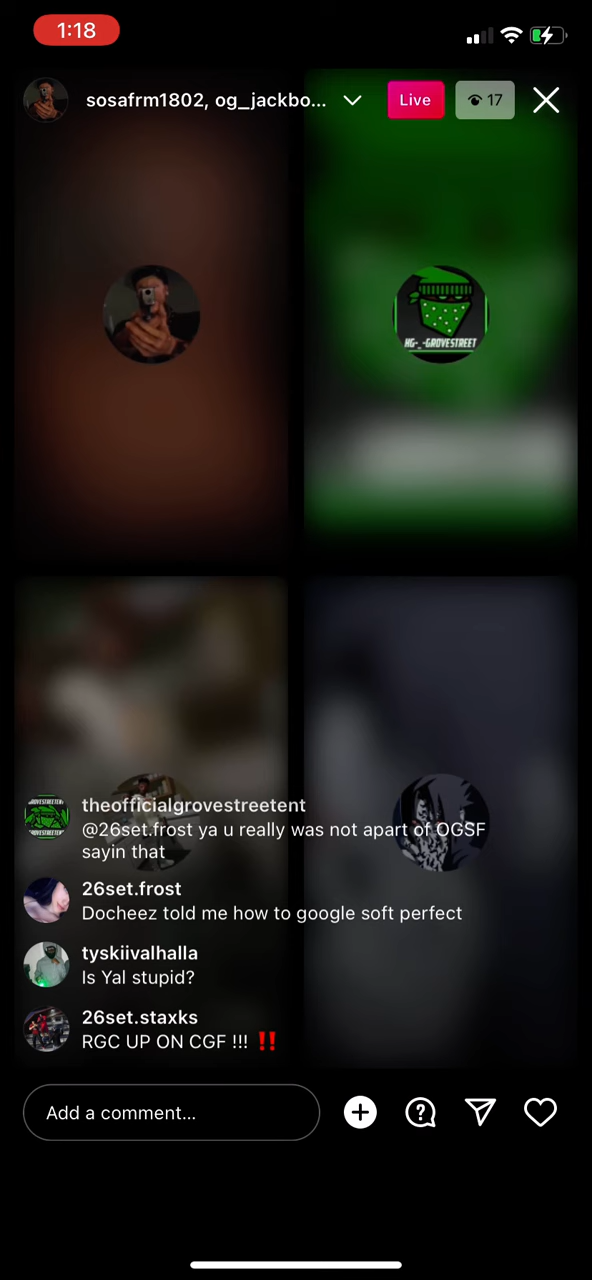 1:18
sosafrm1802, og_jackbo...
Live
17
HG-_-GROVESTREET
theofficialgrovestreetent
@26set.frost ya u really was not apart of OGSF
sayin that
26set.frost
Docheez told me how to google soft perfect
tyskiivalhalla
Is Yal stupid?
26set.staxks
RGC UP ON CGF !!! ‼️
Add a comment...